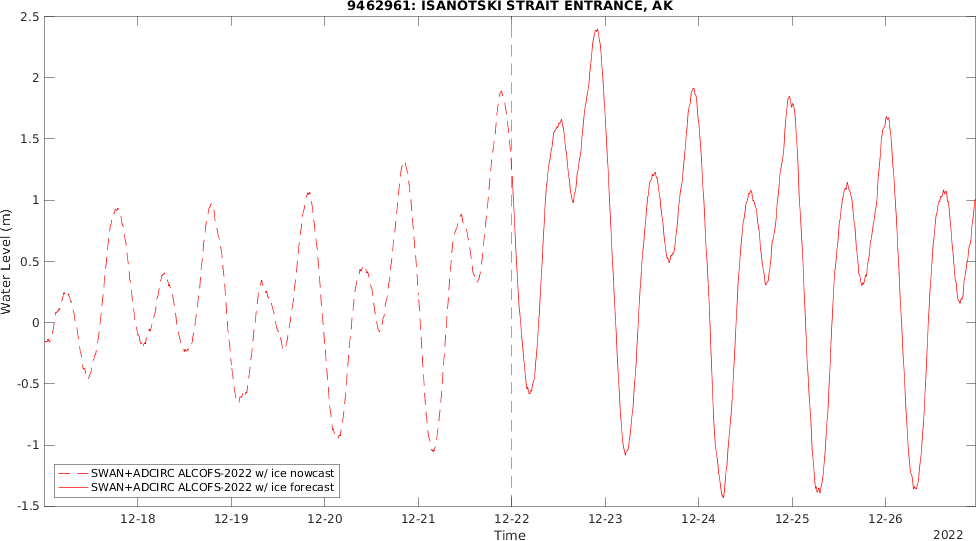 9462961: ISANOTSKI STRAIT ENTRANCE, AK
2.5
2
1.5
1
0.5
0
-0.5
-1
-1.5
Water Level (m)
SWAN+ADCIRC ALCOFS-2022 w/ ice nowcast
SWAN+ADCIRC ALCOFS-2022 w/ ice forecast
12-18 12-19 12-20 12-21 12-22 12-23 12-24 12-25 12-26
Time
2022